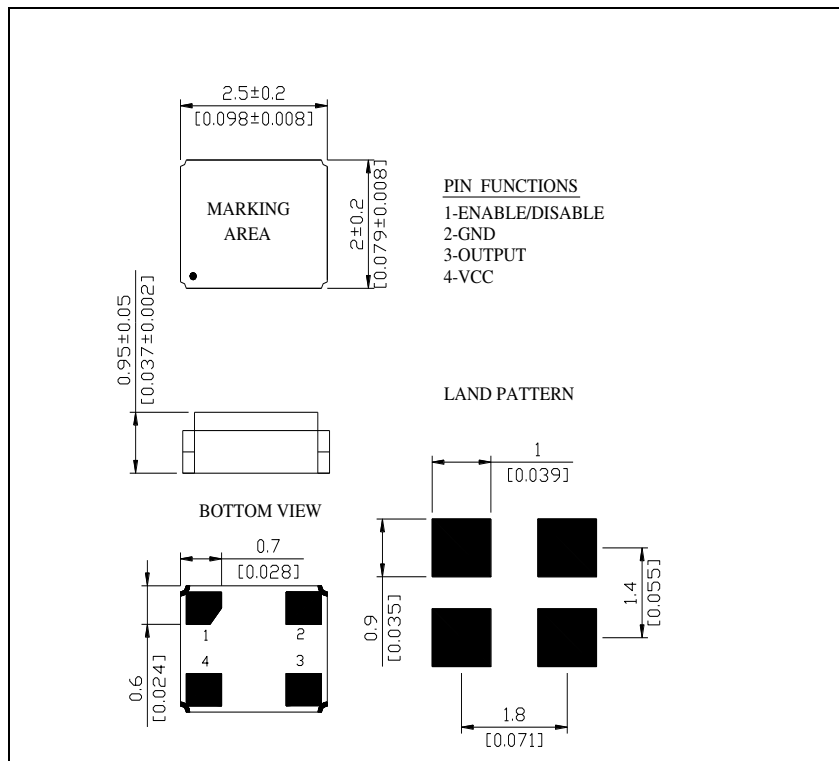 2.5±0.2
[0.098±0.008]
MARKING
AREA
2±0.2
[0.079±0.008]
PIN FUNCTIONS
1-ENABLE/DISABLE
2-GND
3-OUTPUT
4-VCC
0.95±0.05
[0.037±0.002]
LAND PATTERN
1
[0.039]
BOTTOM VIEW
0.7
[0.028]
0.6
[0.024]
1
2
4
3
0.9
[0.035]
1.4
[0.055]
1.8
[0.071]